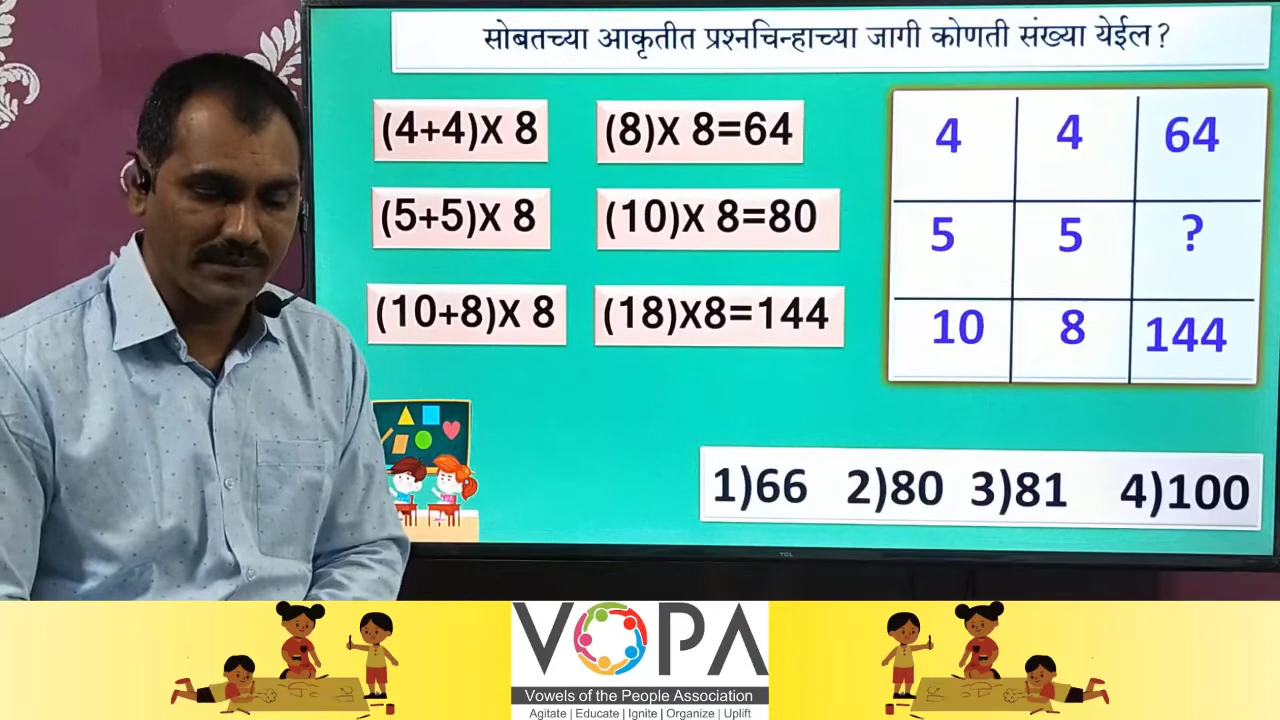 सोबतच्या आकृतीत प्रश्नचिन्हाच्या जागी कोणती संख्या येईल?
(4+4)X 8
(8)X 8=64
(5+5)X 8
(10)X 8=80
(10+8)X 8
(18)X8=144
4 4 64
5 5 ?
10 8 144
1)66 2)80 3)81 4)100
TCL
VOPA
Vowels of the People Association
Agitate | Educate | Ignite | Organize | Uplift